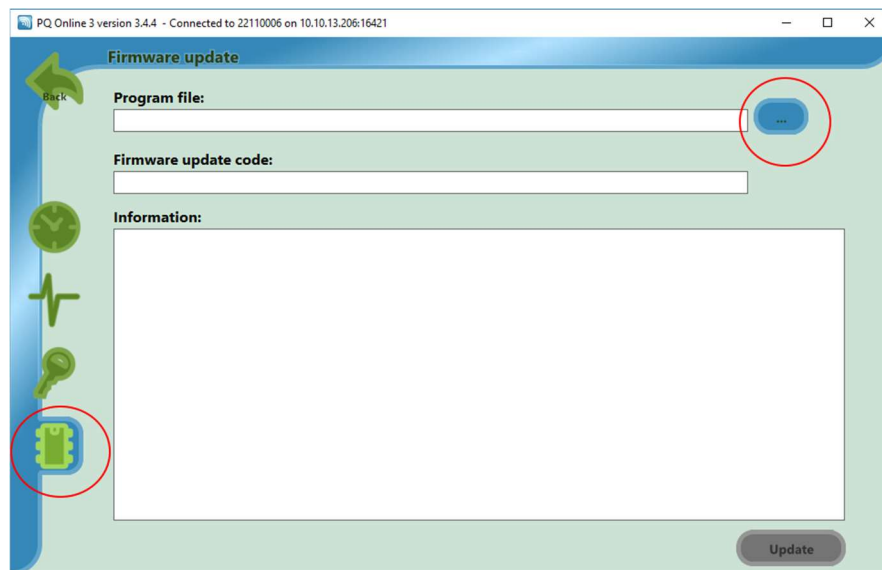 PQ Online 3 version 3.4.4 - Connected to 22110006 on 10.10.13.206:16421
Firmware update
Back
Program file:
...
Firmware update code:
Information:
Update